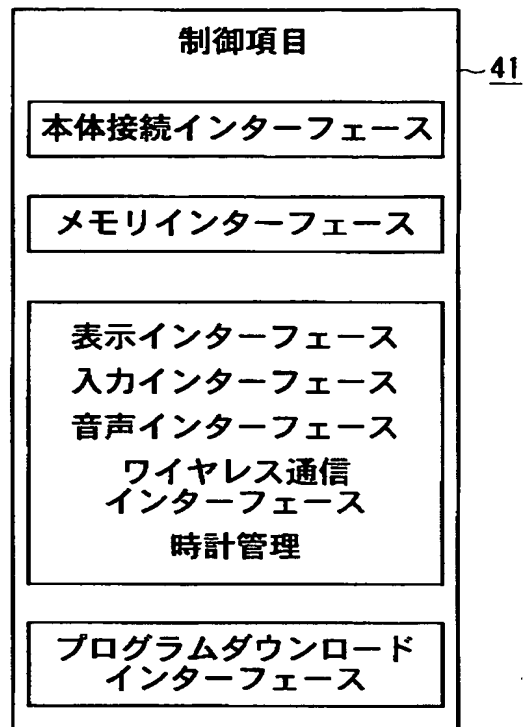 制御項目
41
本体接続インターフェース
メモリインターフェース
表示インターフェース
入力インターフェース
音声インターフェース
ワイヤレス通信
インターフェース
時計管理
プログラムダウンロード
インターフェース